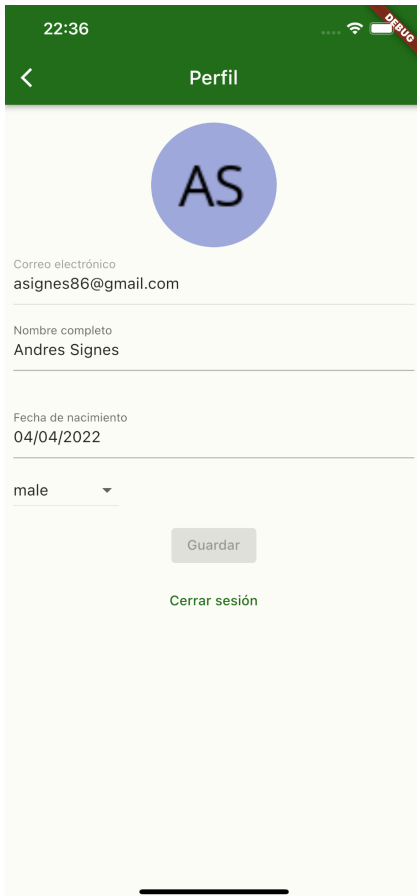 22:36
DEBUG
Perfil
AS
Correo electrónico
asignes86@gmail.com
Nombre completo
Andres Signes
Fecha de nacimiento
04/04/2022
male
Guardar
Cerrar sesión